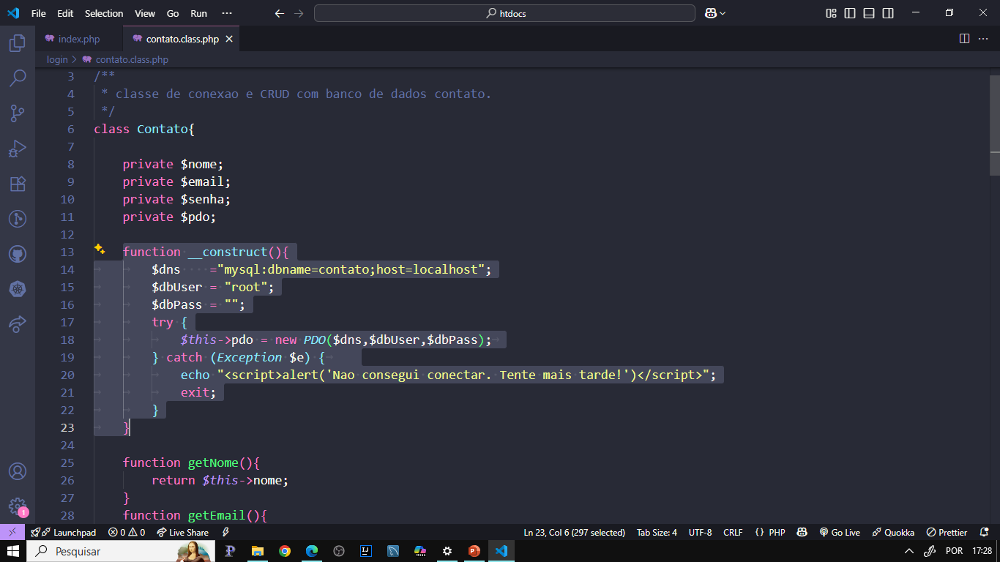 File Edit Selection View Go Run ··· htdocs
index.php contato.class.php
login > contato.class.php
3 /**
4 * classe de conexao e CRUD com banco de dados contato.
5 */
6 class Contato{
7
8 private $nome;
9 private $email;
10 private $senha;
11 private $pdo;
12
13 function __construct(){
14 $dns ="mysql:dbname=contato;host=localhost";
15 $dbUser = "root";
16 $dbPass = "";
17 try {
18 $this->pdo = new PDO($dns,$dbUser,$dbPass);
19 } catch (Exception $e) {
20 echo "<script>alert('Nao consegui conectar. Tente mais tarde!')</script>";
21 exit;
22 }
23 }
24
25 function getNome(){
26 return $this->nome;
27 }
28 function getEmail(){
1
Launchpad 0 0 Live Share Ln 23, Col 6 (297 selected) Tab Size: 4 UTF-8 CRLF {} PHP Go Live Quokka Prettier
Pesquisar POR 17:28